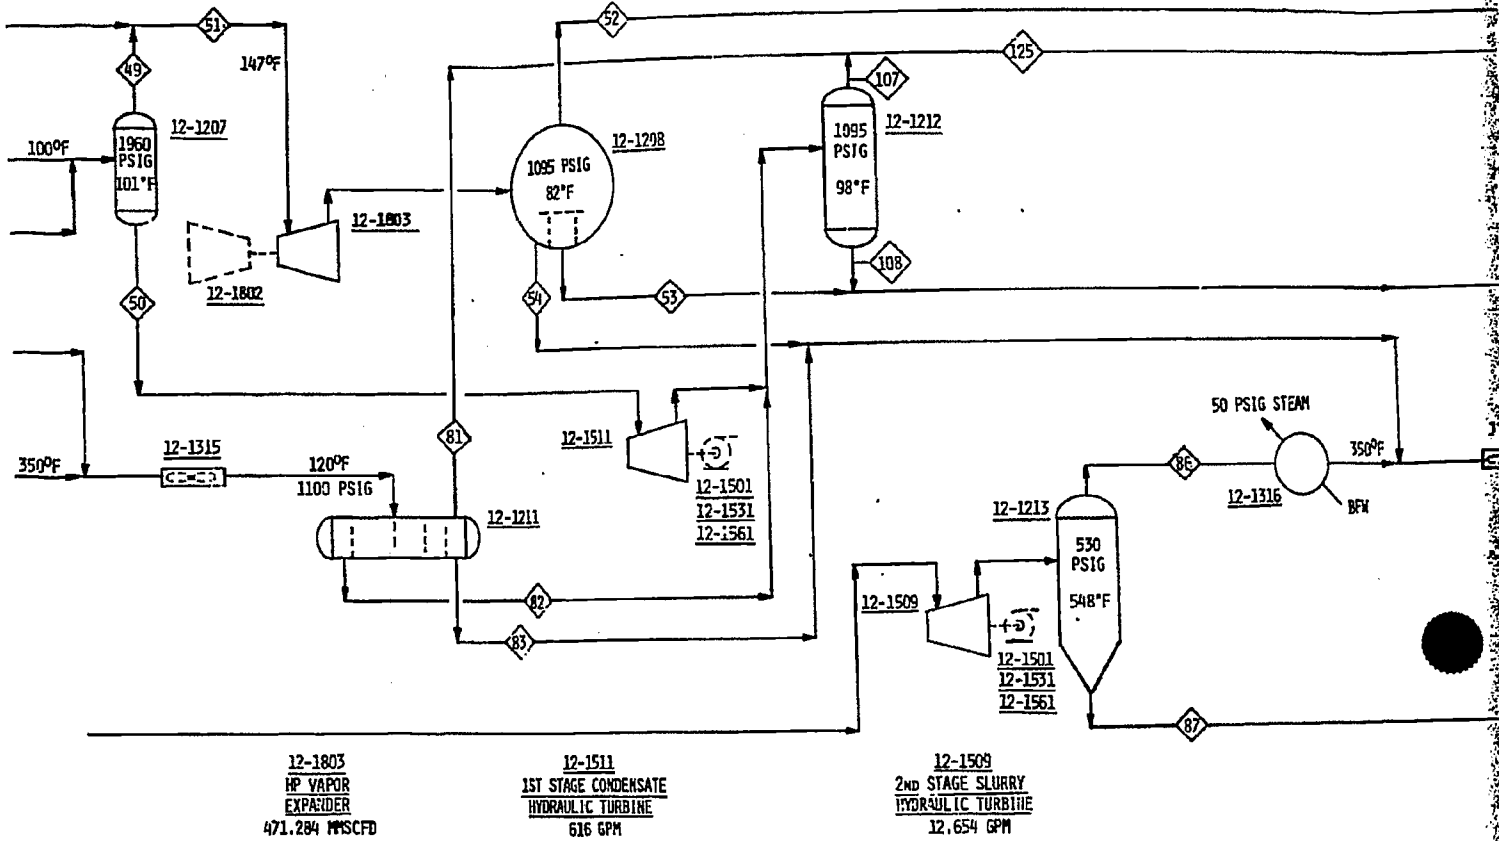 51
52
125
49
147°F
107
12-1207
12-1208
12-1212
1960
PSIG
101°F
100°F
1095 PSIG
82°F
1095
PSIG
98°F
12-1803
12-1802
108
50
54
53
12-1511
81
50 PSIG STEAM
12-1315
350°F
120°F
1100 PSIG
12-1501
12-1531
12-1561
86
350°F
12-1316
BFW
12-1211
12-1213
530
PSIG
548°F
82
12-1509
83
12-1501
12-1531
12-1561
87
12-1803
HP VAPOR
EXPANDER
471.284 MMSCFD
12-1511
1ST STAGE CONDENSATE
HYDRAULIC TURBINE
616 GPM
12-1509
2ND STAGE SLURRY
HYDRAULIC TURBINE
12,654 GPM